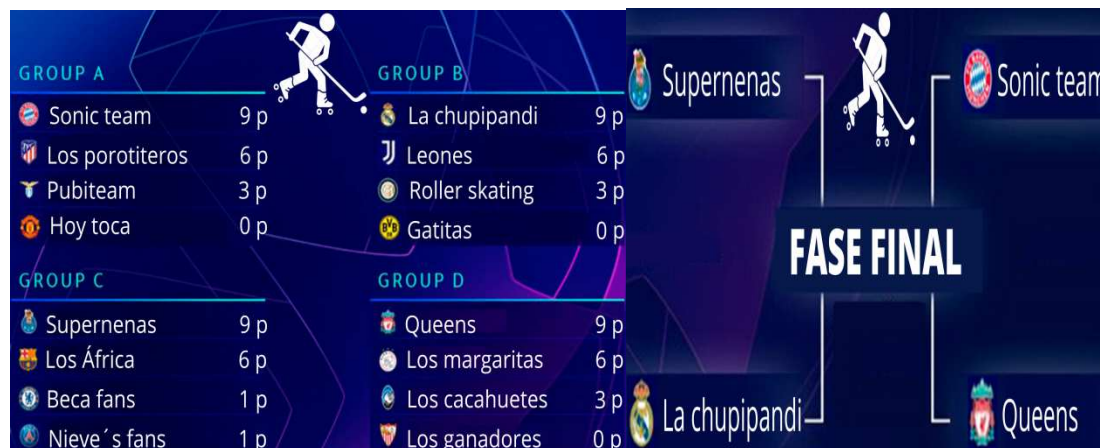 GROUP A
Sonic team 9 p
Los porotiteros 6 p
Pubiteam 3 p
Hoy toca 0 p
GROUP B
La chupipandi 9 p
Leones 6 p
Roller skating 3 p
Gatitas 0 p
GROUP C
Supernenas 9 p
Los África 6 p
Beca fans 1 p
Nieve´s fans 1 p
GROUP D
Queens 9 p
Los margaritas 6 p
Los cacahuetes 3 p
Los ganadores 0 p
Supernenas
Sonic team
FASE FINAL
La chupipandi
Queens